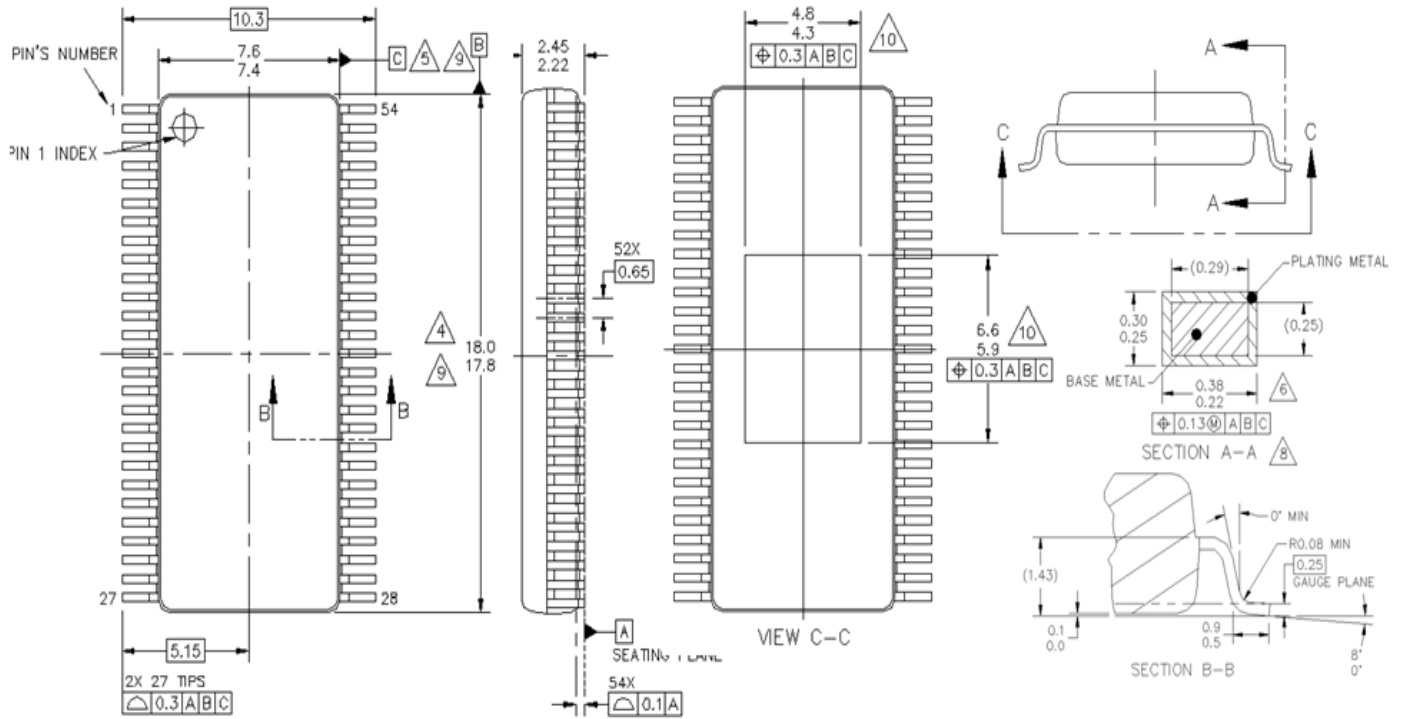 10.3
PIN'S NUMBER
7.6
7.4
C 5 9 B
1
54
PIN 1 INDEX
4
18.0
17.8
9
B B
27
28
5.15
2X 27 TIPS
⌓ 0.3 A B C
2.45
2.22
52X
0.65
A
SEATING PLANE
54X
⌓ 0.1 A
4.8
4.3
10
⌖ 0.3 A B C
6.6
5.9
10
⌖ 0.3 A B C
VIEW C-C
A
C C
A
(0.29)
PLATING METAL
0.30
0.25
(0.25)
BASE METAL
0.38
0.22
6
⌖ 0.13Ⓜ A B C
SECTION A-A 8
0° MIN
R0.08 MIN
0.25
GAUGE PLANE
(1.43)
0.1
0.0
0.9
0.5
8°
0°
SECTION B-B